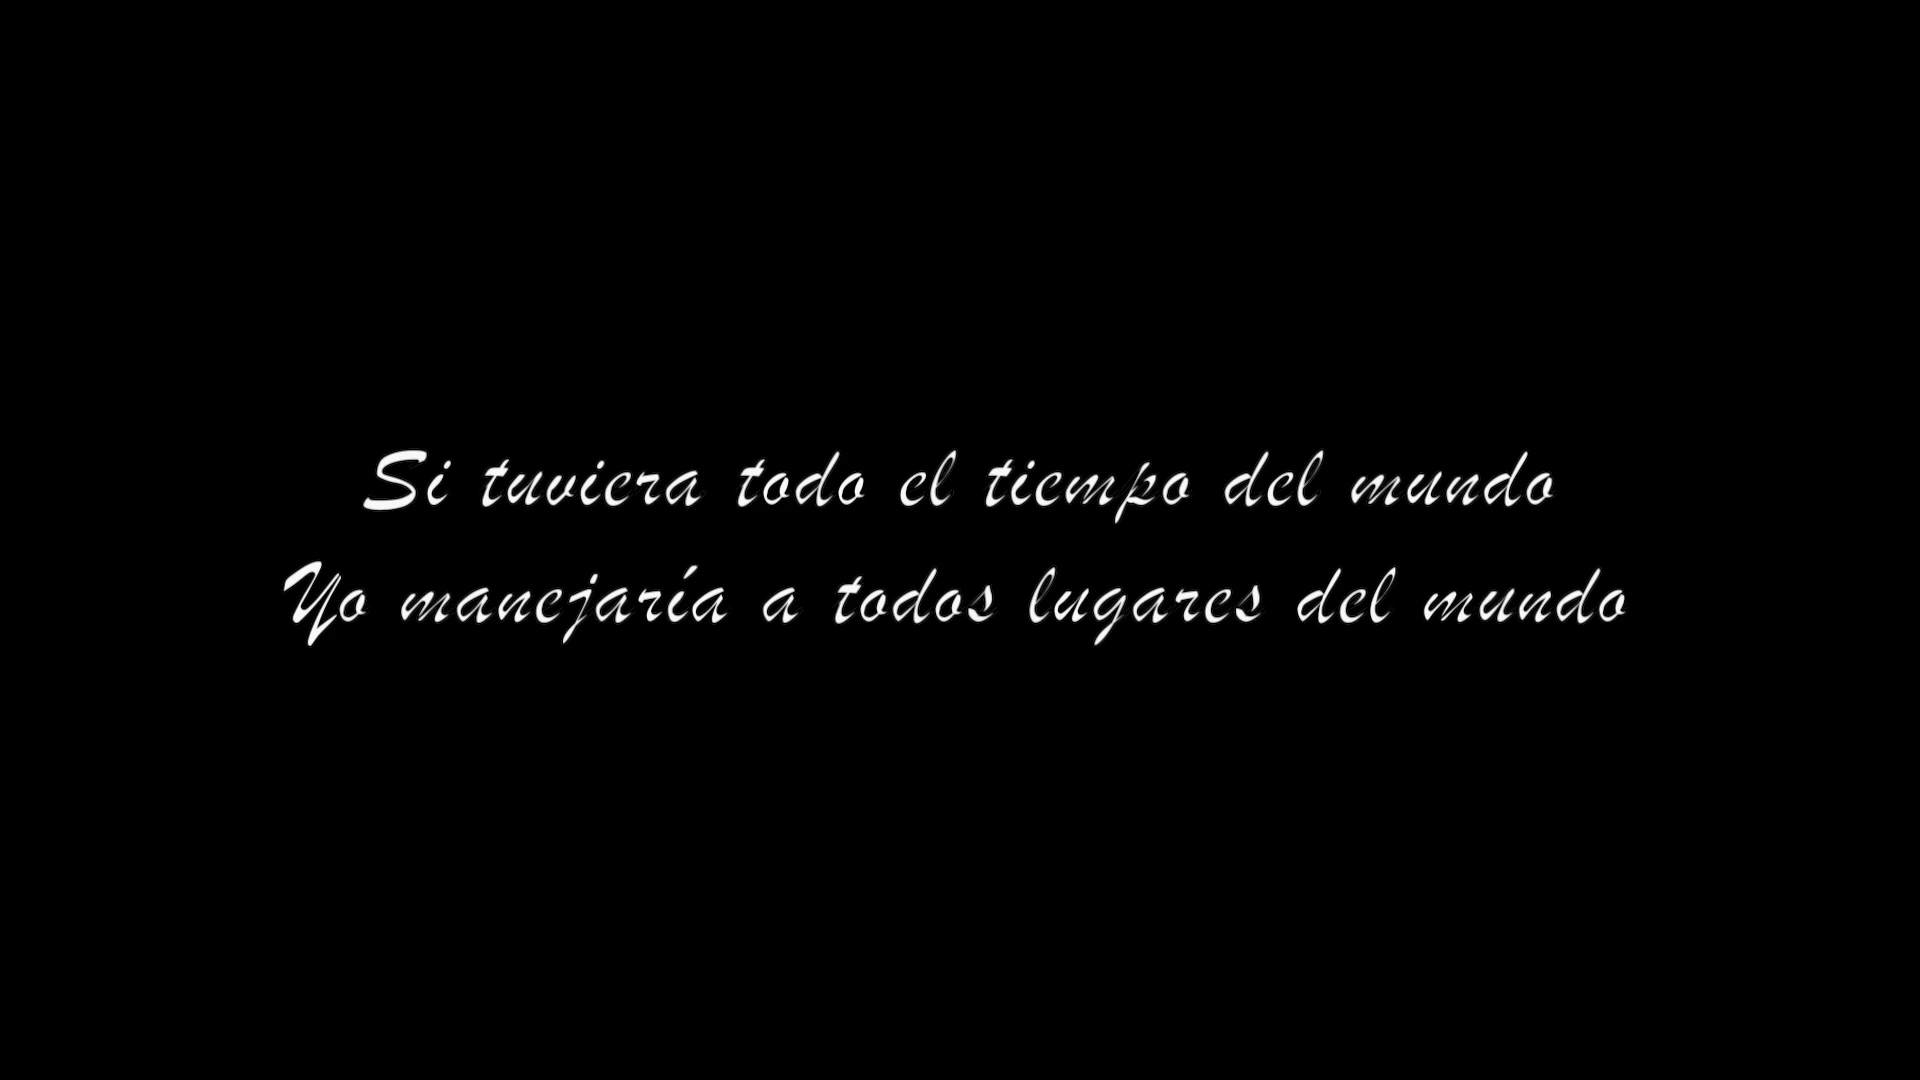 Si tuviera todo el tiempo del mundo
Yo manejaría a todos lugares del mundo